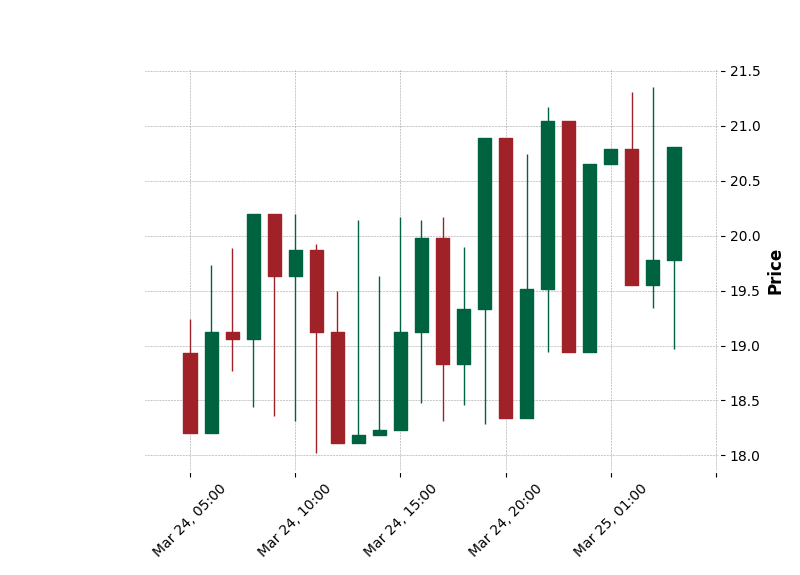 21.5
21.0
20.5
20.0
19.5
19.0
18.5
18.0
Price
Mar 24, 05:00
Mar 24, 10:00
Mar 24, 15:00
Mar 24, 20:00
Mar 25, 01:00